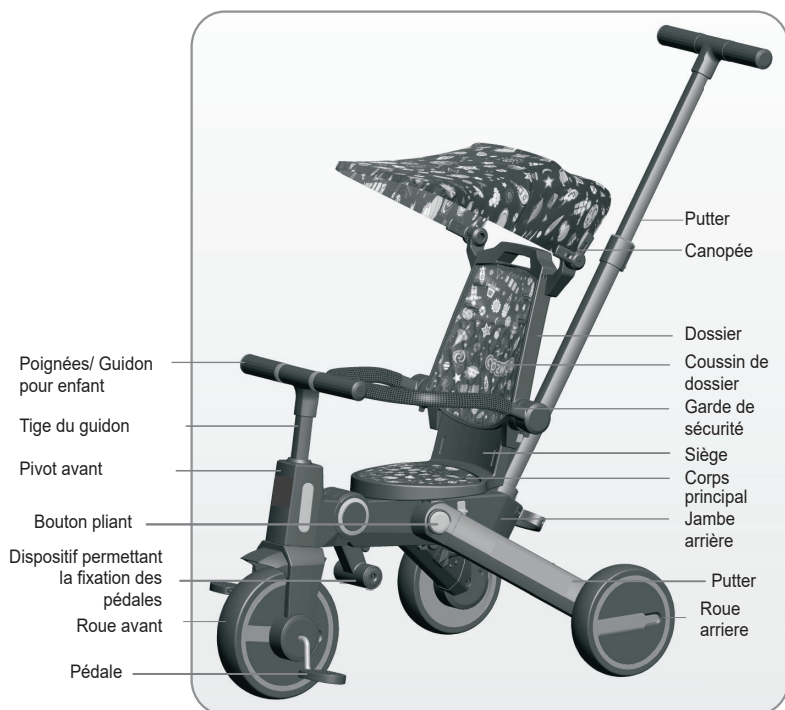 Putter
Canopée
Dossier
Coussin de
dossier
Garde de
sécurité
Siège
Corps
principal
Jambe
arrière
Putter
Roue
arriere
Poignées/ Guidon
pour enfant
Tige du guidon
Pivot avant
Bouton pliant
Dispositif permettant
la fixation des
pédales
Roue avant
Pédale